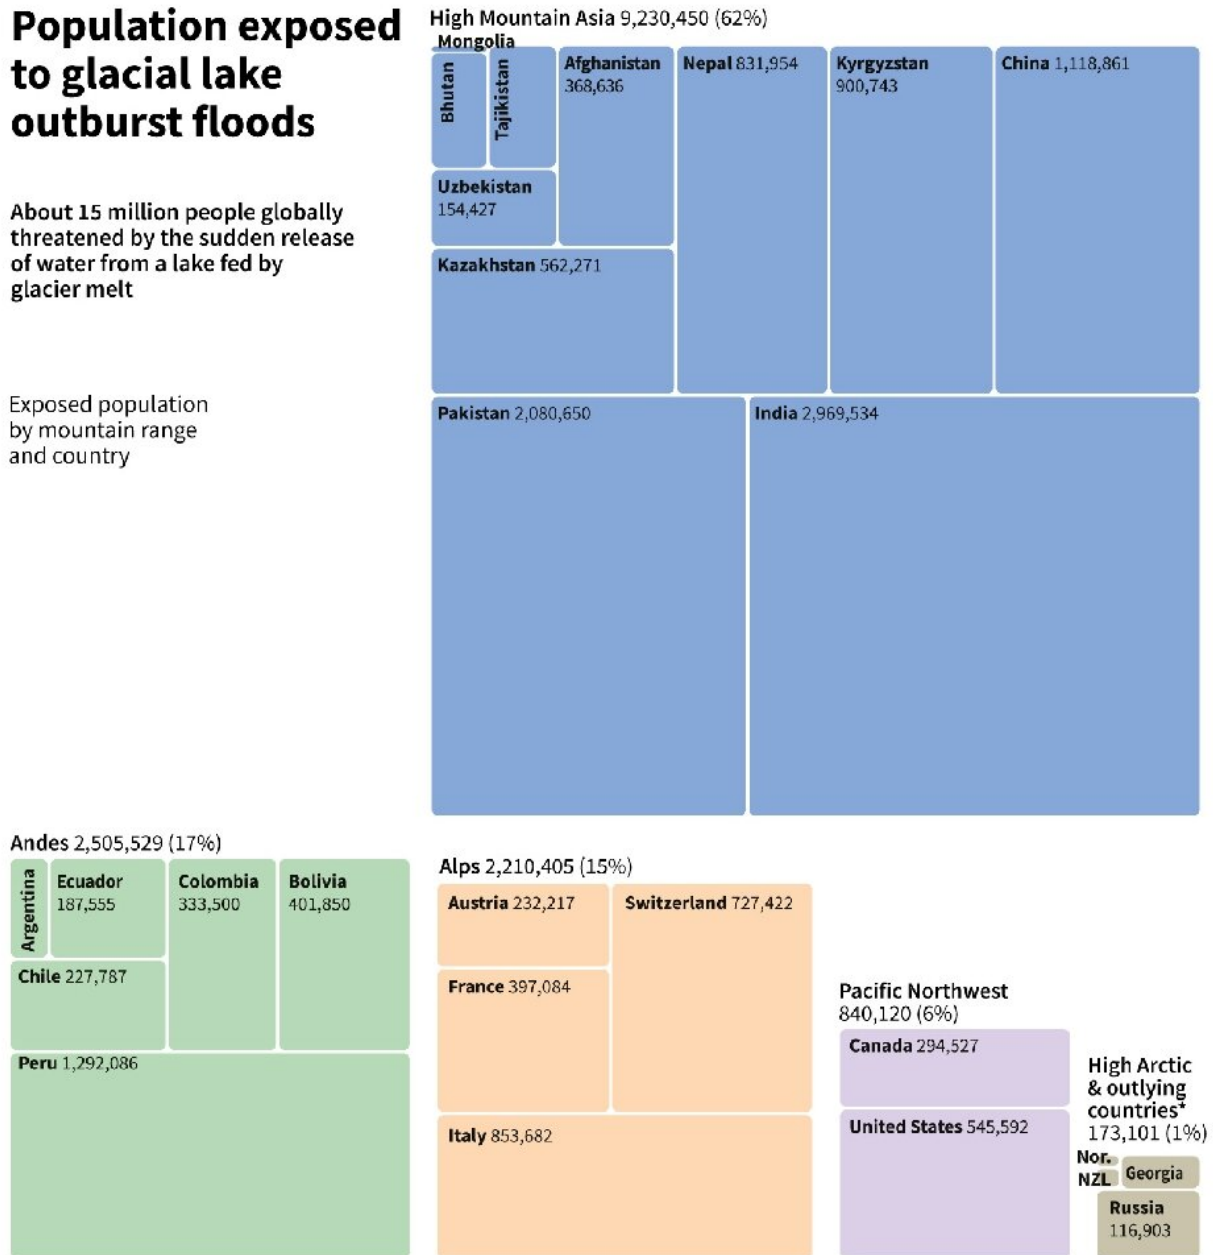 Population exposed
to glacial lake
outburst floods
About 15 million people globally
threatened by the sudden release
of water from a lake fed by
glacier melt
Exposed population
by mountain range
and country
High Mountain Asia 9,230,450 (62%)
Mongolia
Bhutan
Tajikistan
Afghanistan
368,636
Nepal 831,954
Kyrgyzstan
900,743
China 1,118,861
Uzbekistan
154,427
Kazakhstan 562,271
Pakistan 2,080,650
India 2,969,534
Andes 2,505,529 (17%)
Argentina
Ecuador
187,555
Colombia
333,500
Bolivia
401,850
Chile 227,787
Peru 1,292,086
Alps 2,210,405 (15%)
Austria 232,217
Switzerland 727,422
France 397,084
Italy 853,682
Pacific Northwest
840,120 (6%)
Canada 294,527
United States 545,592
High Arctic
& outlying
countries*
173,101 (1%)
Nor.
NZL
Georgia
Russia
116,903